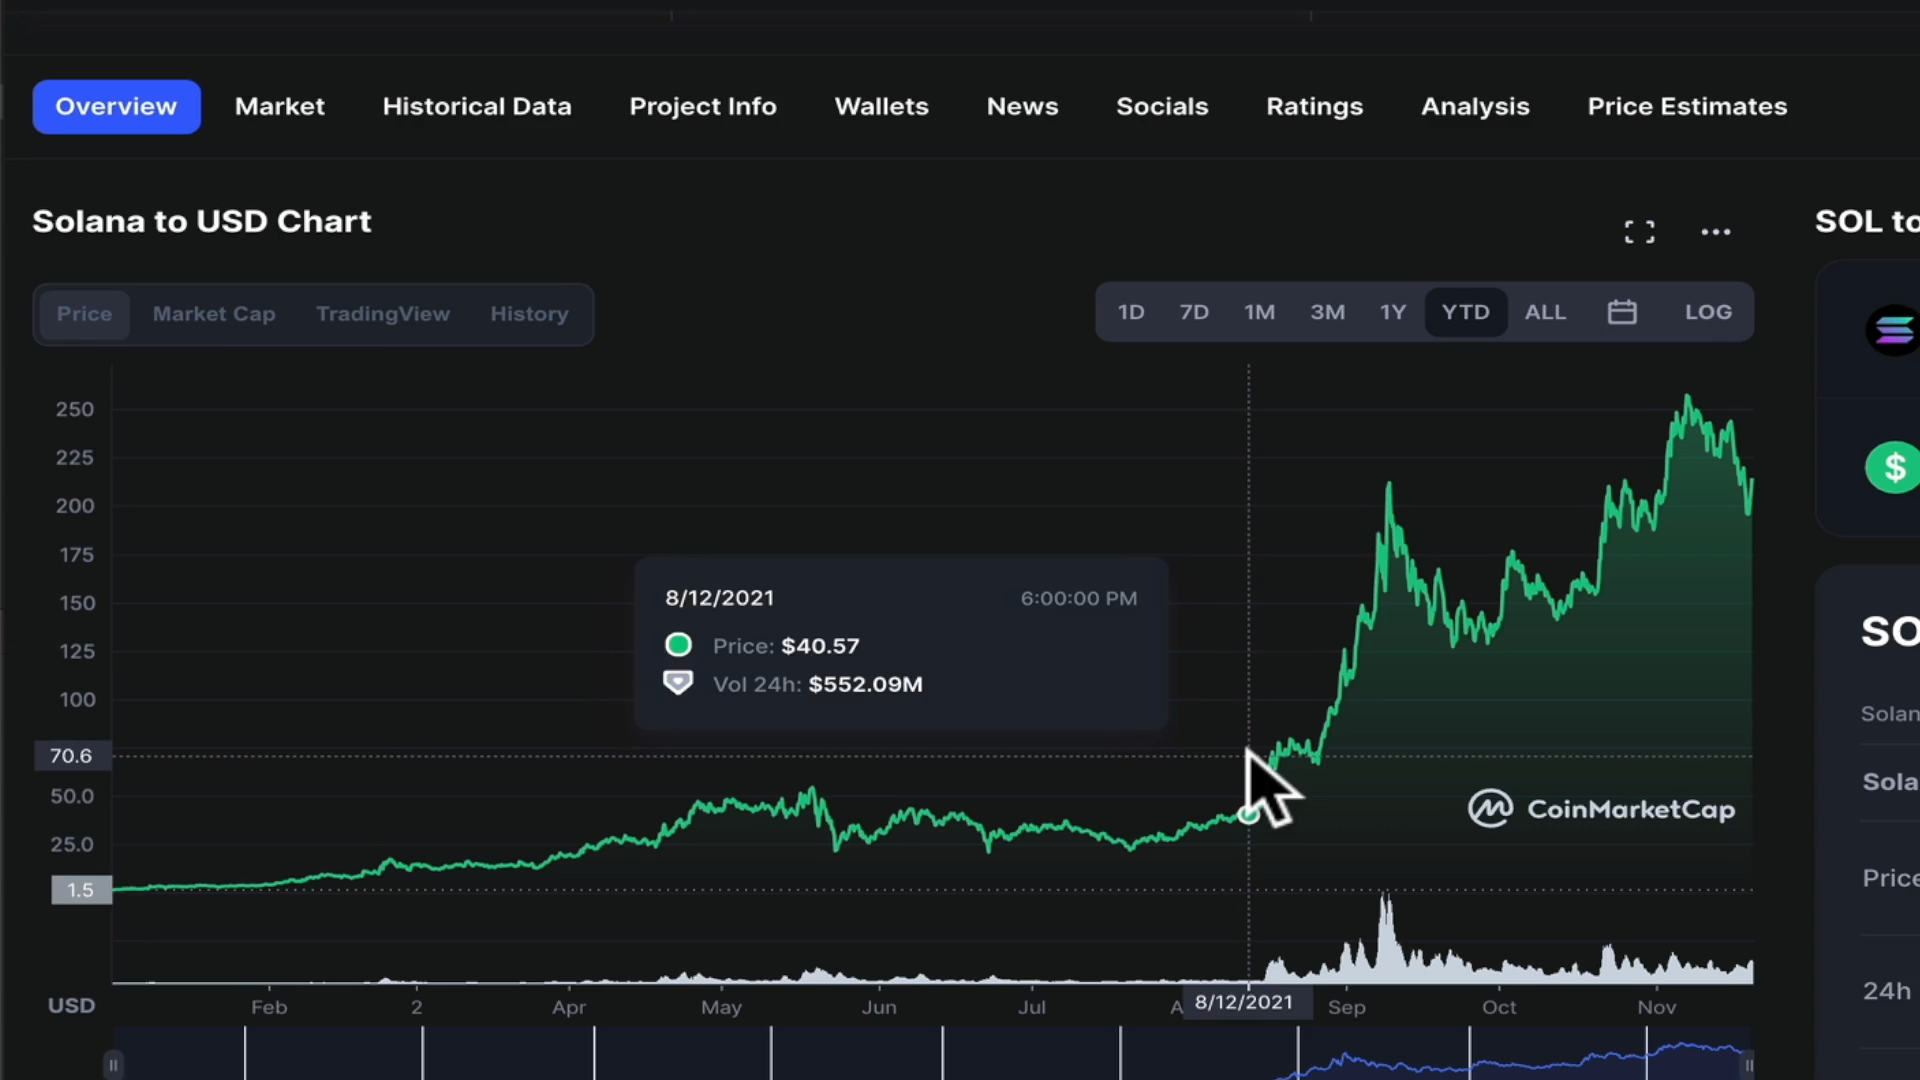 Overview Market Historical Data Project Info Wallets News Socials Ratings Analysis Price Estimates
Solana to USD Chart
SOL to
Price Market Cap TradingView History
1D 7D 1M 3M 1Y YTD ALL LOG
250
225
200
175
150
125
100
70.6
50.0
25.0
1.5
8/12/2021 6:00:00 PM
Price: $40.57
Vol 24h: $552.09M
CoinMarketCap
$
SO
Solan
Sola
Price
24h
USD Feb 2 Apr May Jun Jul A 8/12/2021 Sep Oct Nov